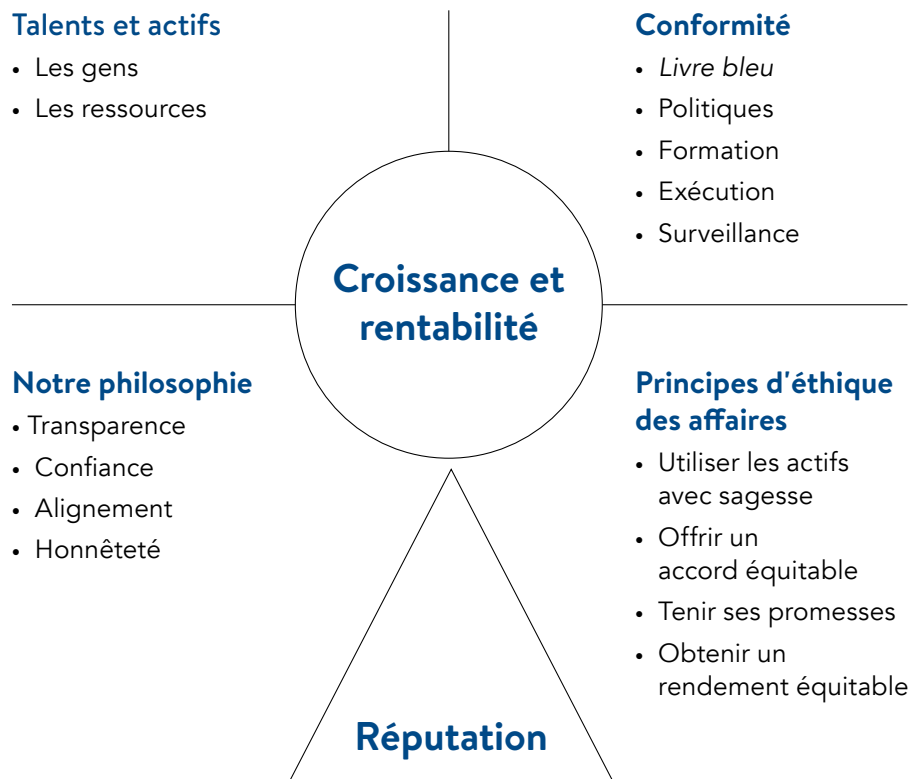 Talents et actifs
• Les gens
• Les ressources
Conformité
• Livre bleu
• Politiques
• Formation
• Exécution
• Surveillance
Croissance et
rentabilité
Notre philosophie
• Transparence
• Confiance
• Alignement
• Honnêteté
Principes d'éthique
des affaires
• Utiliser les actifs
avec sagesse
• Offrir un
accord équitable
• Tenir ses promesses
• Obtenir un
rendement équitable
Réputation